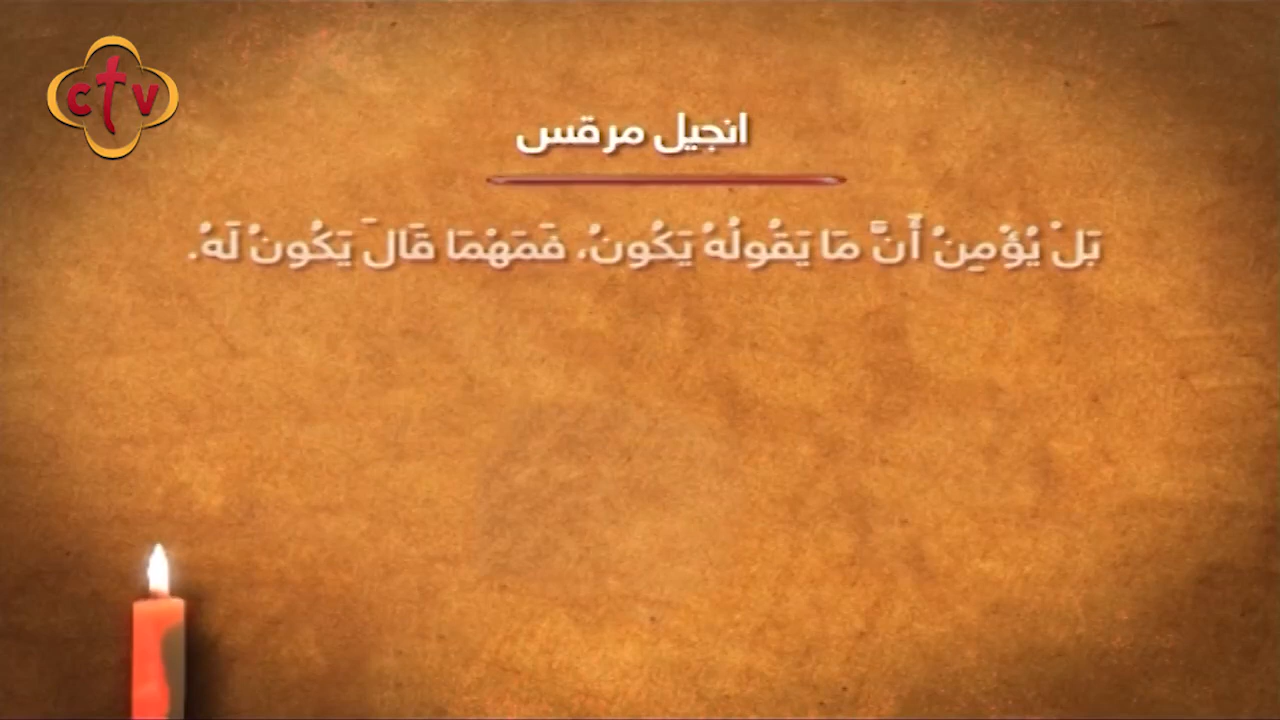 ctv
انجيل مرقس
بَلْ يُؤْمِنُ أَنَّ مَا يَقُولُهُ يَكُونُ، فَمَهْمَا قَالَ يَكُونُ لَهُ.